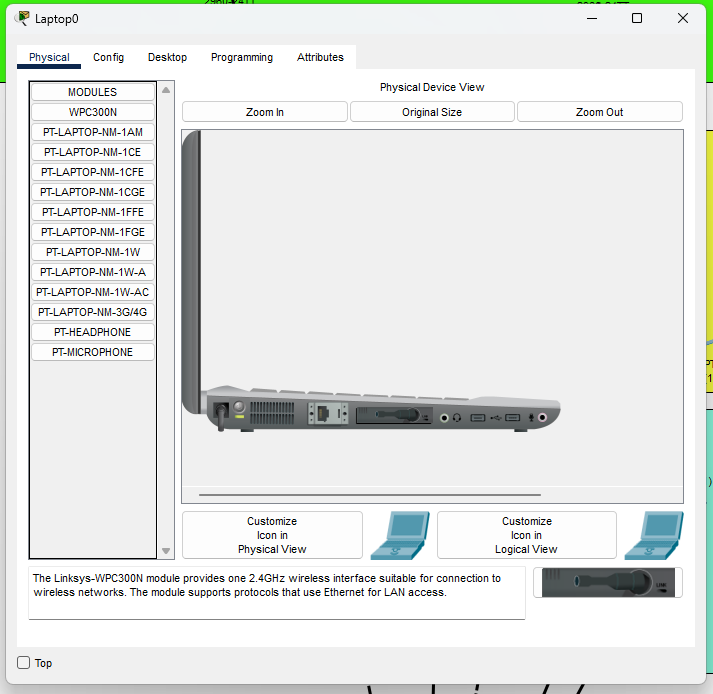 Laptop0
Physical
Config
Desktop
Programming
Attributes
MODULES
WPC300N
PT-LAPTOP-NM-1AM
PT-LAPTOP-NM-1CE
PT-LAPTOP-NM-1CFE
PT-LAPTOP-NM-1CGE
PT-LAPTOP-NM-1FFE
PT-LAPTOP-NM-1FGE
PT-LAPTOP-NM-1W
PT-LAPTOP-NM-1W-A
PT-LAPTOP-NM-1W-AC
PT-LAPTOP-NM-3G/4G
PT-HEADPHONE
PT-MICROPHONE
Physical Device View
Zoom In
Original Size
Zoom Out
Customize
Icon in
Physical View
Customize
Icon in
Logical View
The Linksys-WPC300N module provides one 2.4GHz wireless interface suitable for connection to
wireless networks. The module supports protocols that use Ethernet for LAN access.
LINK
Top